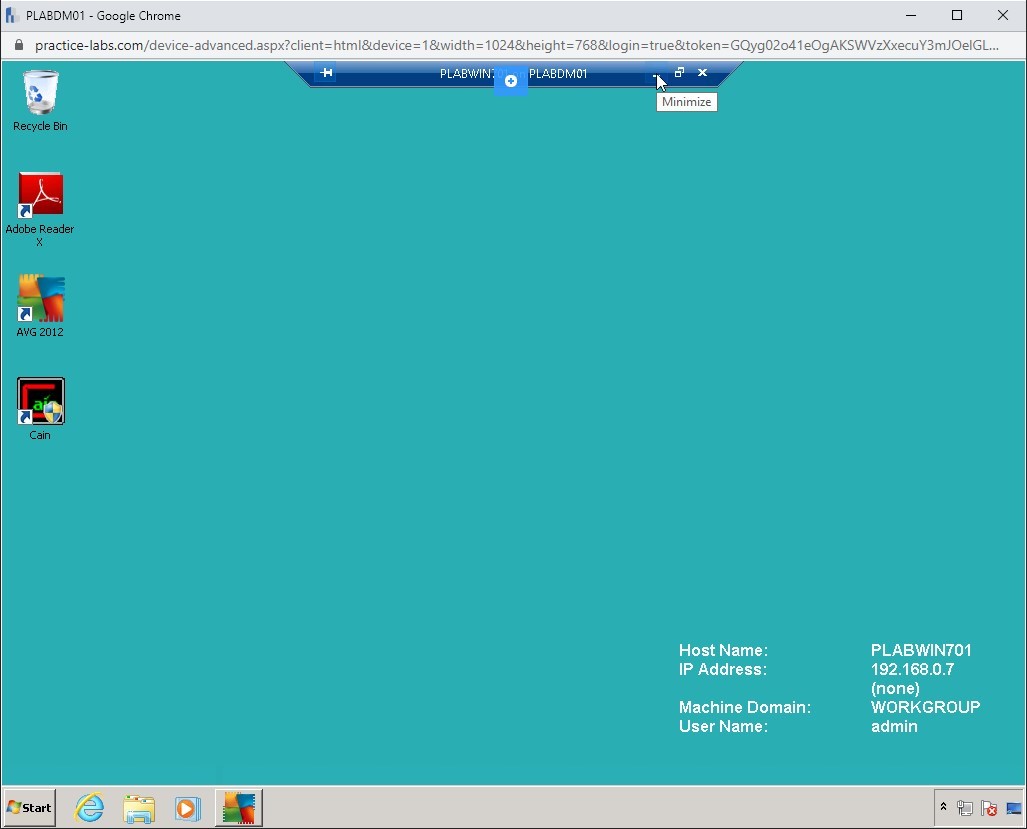 PLABDM01 - Google Chrome
practice-labs.com/device-advanced.aspx?client=html&device=1&width=1024&height=768&login=true&token=GQyg02o41eOgAKSWVzXxecuY3mJOelGL...
PLABDM01
Minimize
Recycle Bin
Adobe Reader
X
AVG 2012
Cain
Host Name: PLABWIN701
IP Address: 192.168.0.7
(none)
Machine Domain: WORKGROUP
User Name: admin
Start